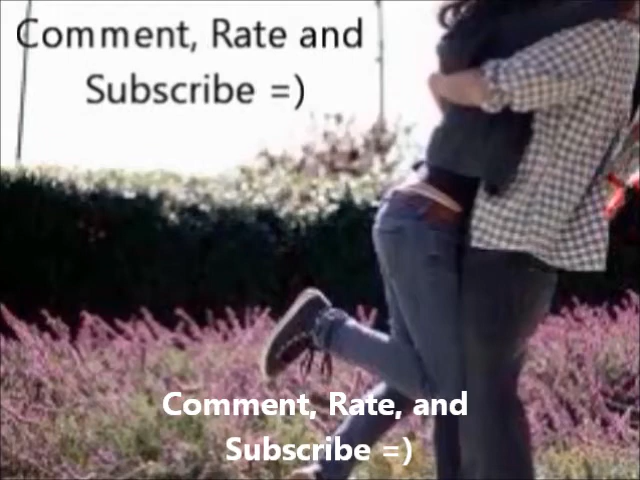 Comment, Rate and
Subscribe =)
Comment, Rate, and
Subscribe =)